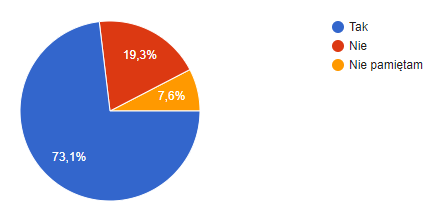 Tak
Nie
Nie pamiętam
19,3%
7,6%
73,1%